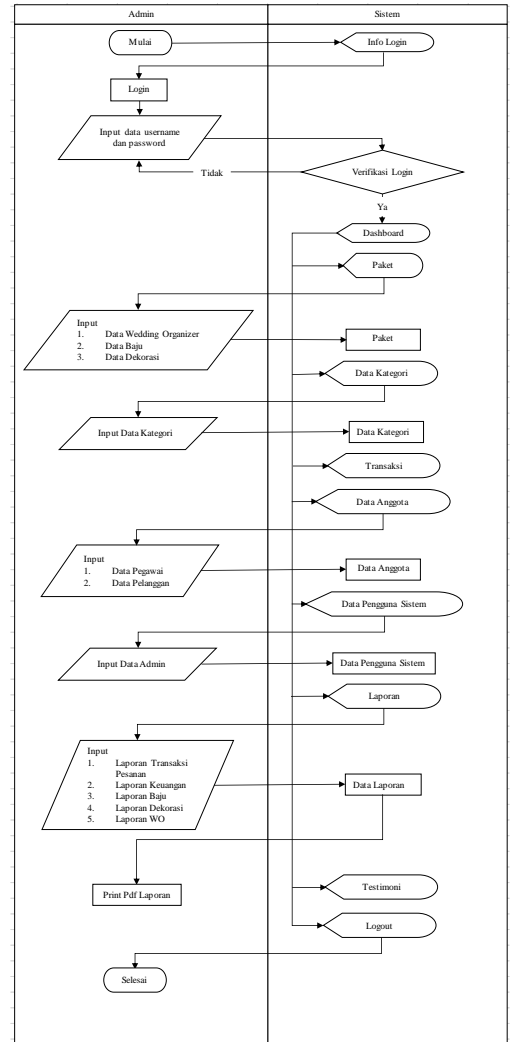 Admin
Sistem
Mulai
Info Login
Login
Input data username
dan password
Verifikasi Login
Tidak
Ya
Dashboard
Paket
Input
1. Data Wedding Organizer
2. Data Baju
3. Data Dekorasi
Paket
Data Kategori
Input Data Kategori
Data Kategori
Transaksi
Data Anggota
Input
1. Data Pegawai
2. Data Pelanggan
Data Anggota
Data Pengguna Sistem
Input Data Admin
Data Pengguna Sistem
Laporan
Input
1. Laporan Transaksi
Pesanan
2. Laporan Keuangan
3. Laporan Baju
4. Laporan Dekorasi
5. Laporan WO
Data Laporan
Print Pdf Laporan
Testimoni
Logout
Selesai